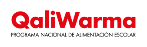 QaliWarma
PROGRAMA NACIONAL DE ALIMENTACIÓN ESCOLAR